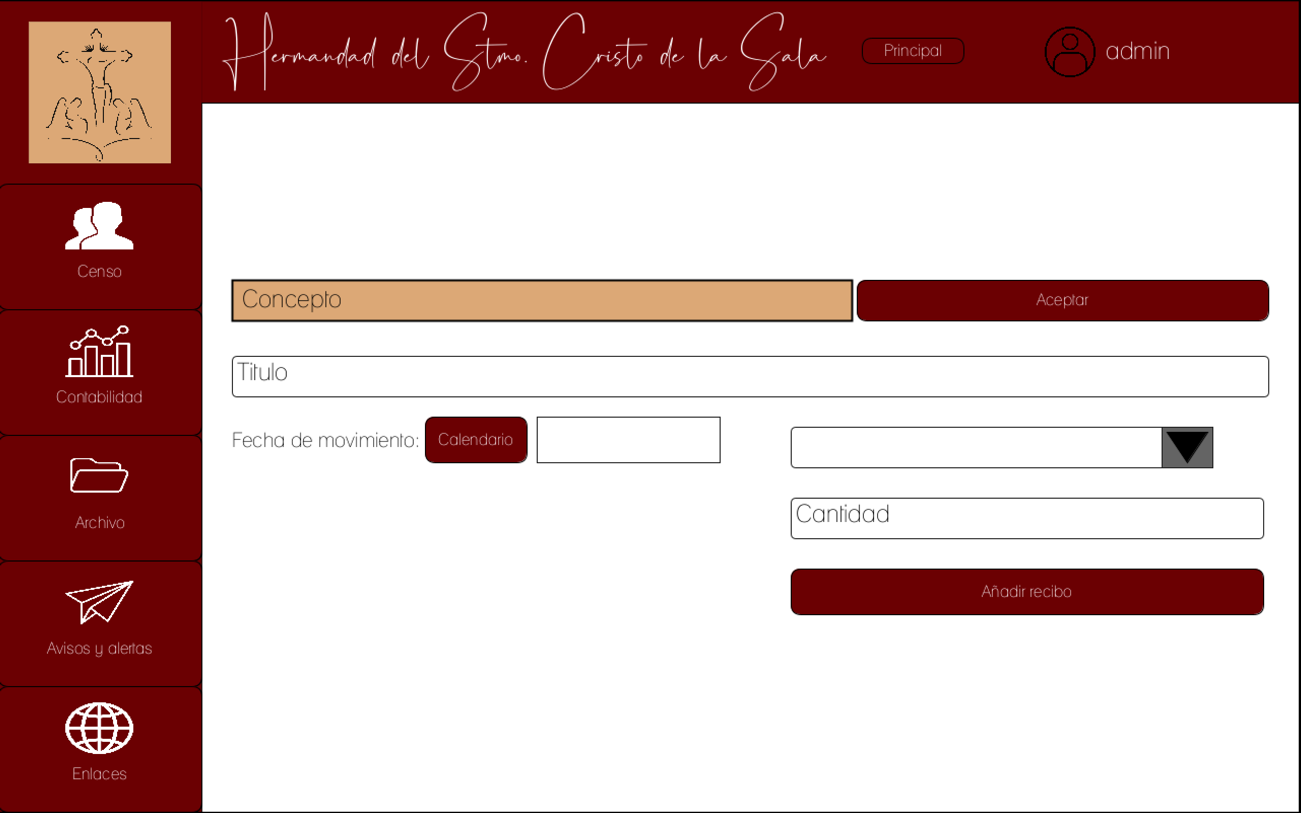 Hermandad del Stmo. Cristo de la Sala
Principal
admin
Censo
Contabilidad
Archivo
Avisos y alertas
Enlaces
Concepto
Aceptar
Titulo
Fecha de movimiento:
Calendario
Cantidad
Añadir recibo